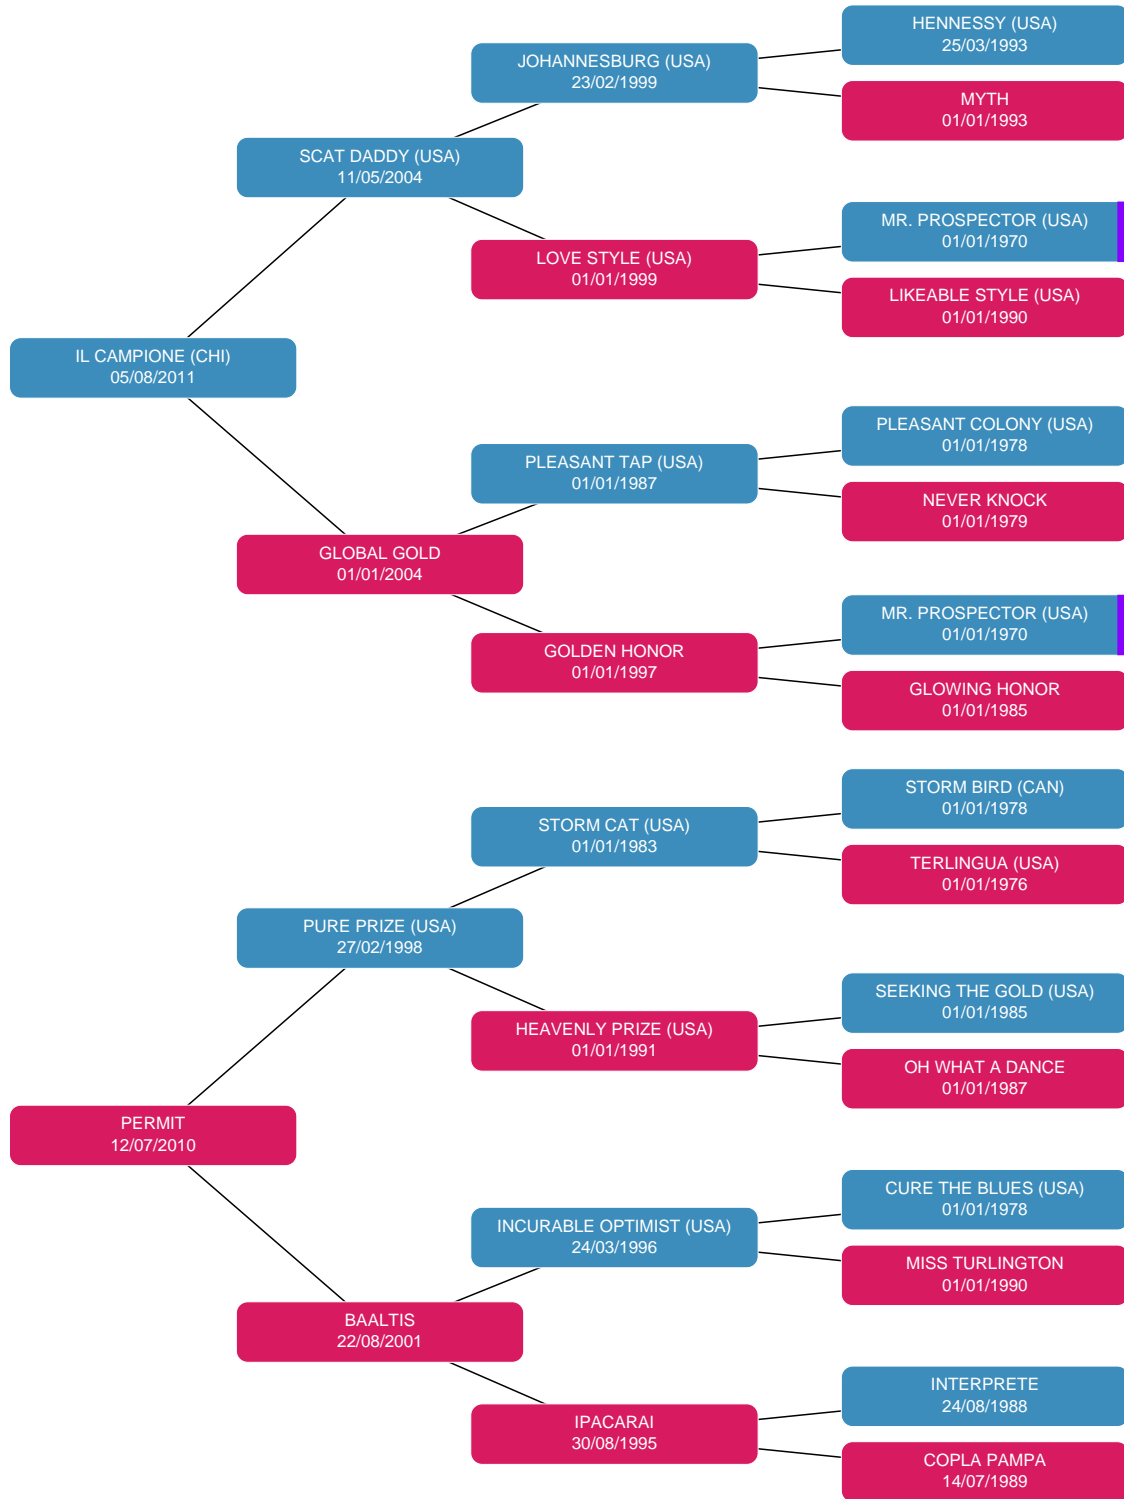 HENNESSY (USA)
25/03/1993
JOHANNESBURG (USA)
23/02/1999
MYTH
01/01/1993
SCAT DADDY (USA)
11/05/2004
MR. PROSPECTOR (USA)
01/01/1970
LOVE STYLE (USA)
01/01/1999
LIKEABLE STYLE (USA)
01/01/1990
IL CAMPIONE (CHI)
05/08/2011
PLEASANT COLONY (USA)
01/01/1978
PLEASANT TAP (USA)
01/01/1987
NEVER KNOCK
01/01/1979
GLOBAL GOLD
01/01/2004
MR. PROSPECTOR (USA)
01/01/1970
GOLDEN HONOR
01/01/1997
GLOWING HONOR
01/01/1985
STORM BIRD (CAN)
01/01/1978
STORM CAT (USA)
01/01/1983
TERLINGUA (USA)
01/01/1976
PURE PRIZE (USA)
27/02/1998
SEEKING THE GOLD (USA)
01/01/1985
HEAVENLY PRIZE (USA)
01/01/1991
OH WHAT A DANCE
01/01/1987
PERMIT
12/07/2010
CURE THE BLUES (USA)
01/01/1978
INCURABLE OPTIMIST (USA)
24/03/1996
MISS TURLINGTON
01/01/1990
BAALTIS
22/08/2001
INTERPRETE
24/08/1988
IPACARAI
30/08/1995
COPLA PAMPA
14/07/1989